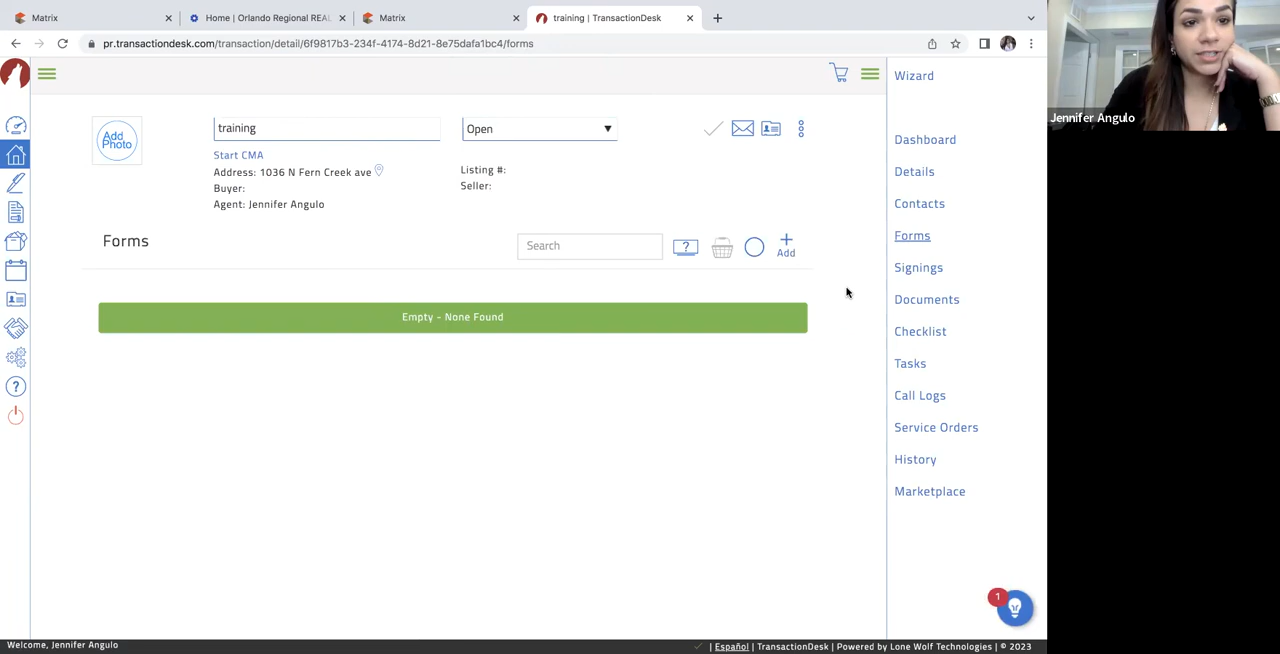 Matrix
Home | Orlando Regional REAL
Matrix
training | TransactionDesk
pr.transactiondesk.com/transaction/detail/6f9817b3-234f-4174-8d21-8e75dafa1bc4/forms
Jennifer Angulo
Add Photo
training
Open
Start CMA
Address: 1036 N Fern Creek ave
Buyer:
Agent: Jennifer Angulo
Listing #:
Seller:
Forms
Search
?
Add
Empty - None Found
Wizard
Dashboard
Details
Contacts
Forms
Signings
Documents
Checklist
Tasks
Call Logs
Service Orders
History
Marketplace
1
Welcome, Jennifer Angulo
| Español | TransactionDesk | Powered by Lone Wolf Technologies | © 2023